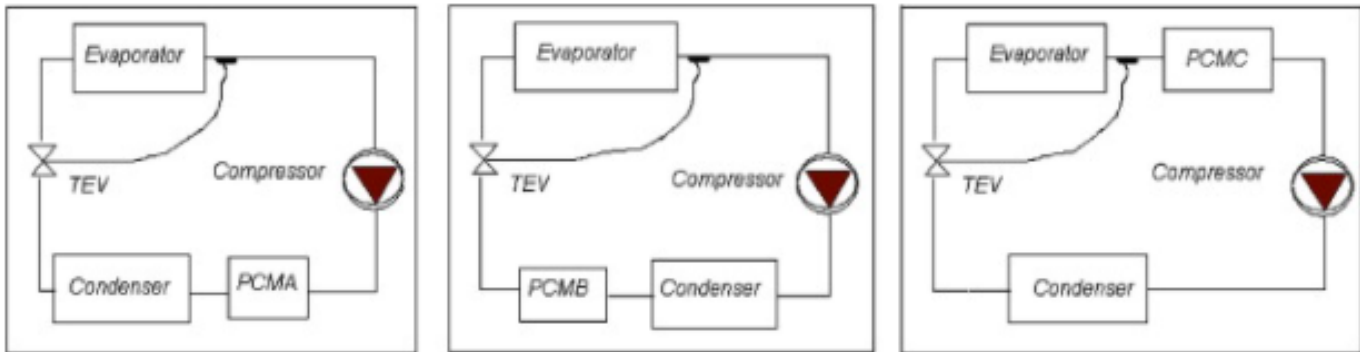 Evaporator
TEV
Compressor
Condenser
PCMA
Evaporator
TEV
Compressor
PCMB
Condenser
Evaporator
PCMC
TEV
Compressor
Condenser